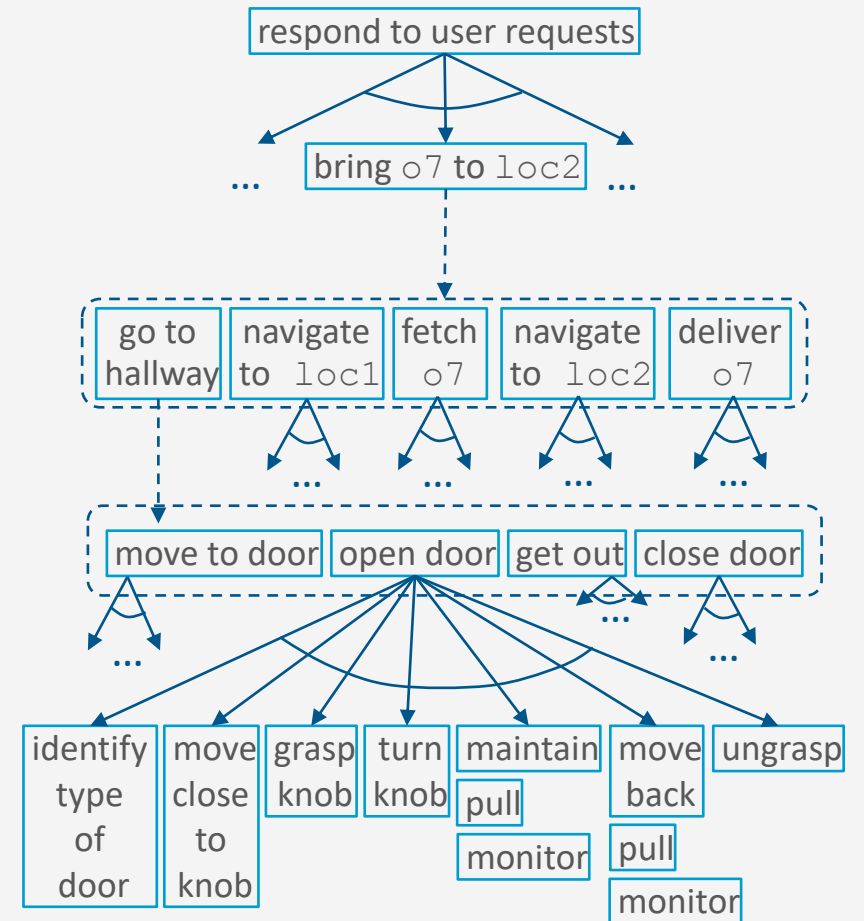 respond to user requests
... bring o7 to loc2 ...
go to
hallway
navigate
to loc1
fetch
o7
navigate
to loc2
deliver
o7
... ... ... ...
move to door
open door
get out
close door
... ... ...
identify
type
of
door
move
close
to
knob
grasp
knob
turn
knob
maintain
pull
monitor
move
back
pull
monitor
ungrasp